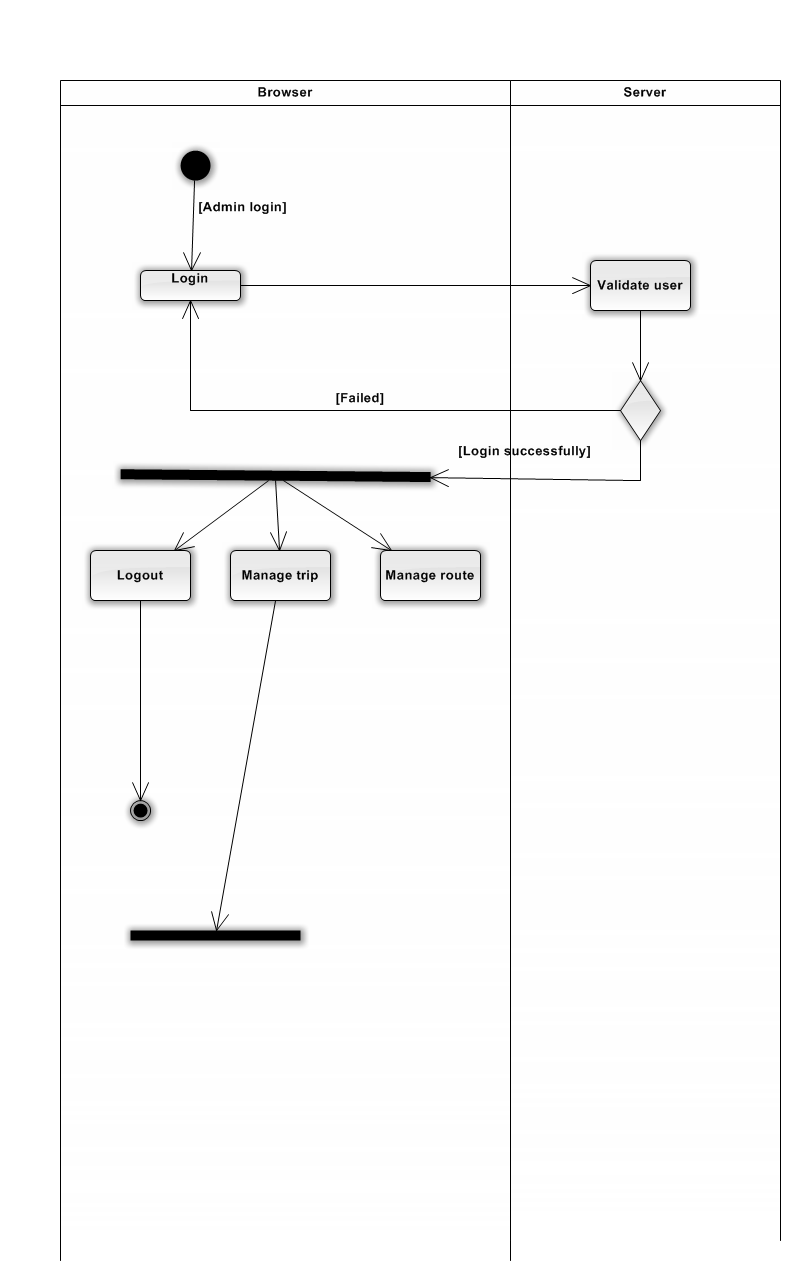 Browser
Server
[Admin login]
Login
Validate user
[Failed]
[Login successfully]
Logout
Manage trip
Manage route